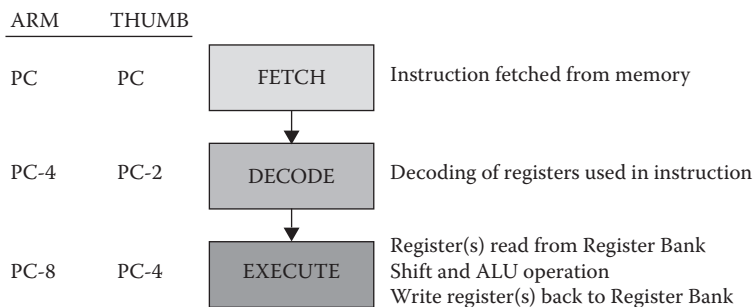 ARM THUMB
PC PC FETCH Instruction fetched from memory
PC-4 PC-2 DECODE Decoding of registers used in instruction
PC-8 PC-4 EXECUTE Register(s) read from Register Bank
Shift and ALU operation
Write register(s) back to Register Bank